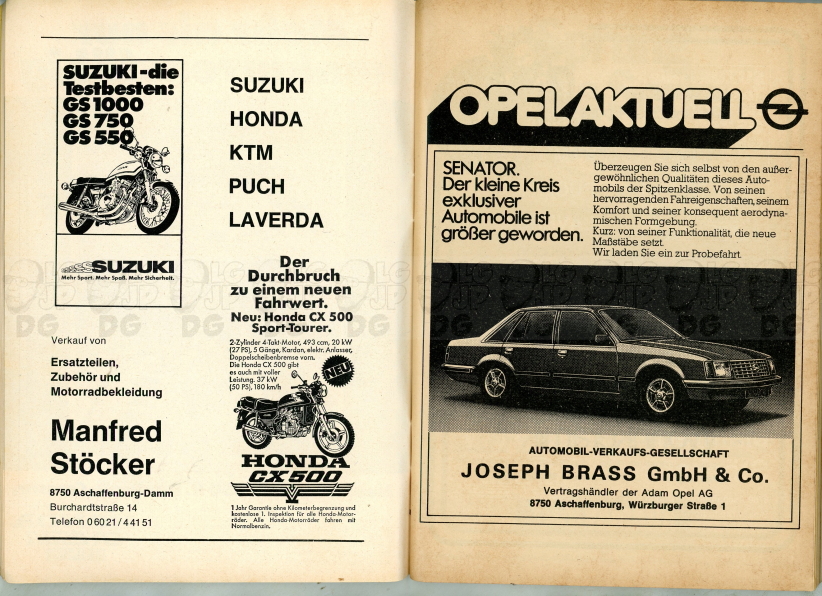 SUZUKI-die
Testbesten:
GS 1000
GS 750
GS 550
SUZUKI
Mehr Sport. Mehr Spaß. Mehr Sicherheit.
Verkauf von
Ersatzteilen,
Zubehör und
Motorradbekleidung
Manfred
Stöcker
8750 Aschaffenburg-Damm
Burchardtstraße 14
Telefon 0 60 21 / 4 41 51
SUZUKI
HONDA
KTM
PUCH
LAVERDA
Der
Durchbruch
zu einem neuen
Fahrwert.
Neu: Honda CX 500
Sport-Tourer.
2-Zylinder 4-Takt-Motor, 493 ccm, 20 kW
(27 PS), 5 Gänge, Kardan, elektr. Anlasser,
Doppelscheibenbremse vorn.
Die Honda CX 500 gibt
es auch mit voller
Leistung. 37 kW
(50 PS), 180 km/h
NEU
HONDA
CX 500
1 Jahr Garantie ohne Kilometerbegrenzung und
kostenlose 1. Inspektion für alle Honda-Motor-
räder. Alle Honda-Motorräder fahren mit
Normalbenzin.
OPEL AKTUELL
SENATOR.
Der kleine Kreis
exklusiver
Automobile ist
größer geworden.
Überzeugen Sie sich selbst von den außer-
gewöhnlichen Qualitäten dieses Auto-
mobils der Spitzenklasse. Von seinen
hervorragenden Fahreigenschaften, seinem
Komfort und seiner konsequent aerodyna-
mischen Formgebung.
Kurz: von seiner Funktionalität, die neue
Maßstäbe setzt.
Wir laden Sie ein zur Probefahrt.
AUTOMOBIL-VERKAUFS-GESELLSCHAFT
JOSEPH BRASS GmbH & Co.
Vertragshändler der Adam Opel AG
8750 Aschaffenburg, Würzburger Straße 1